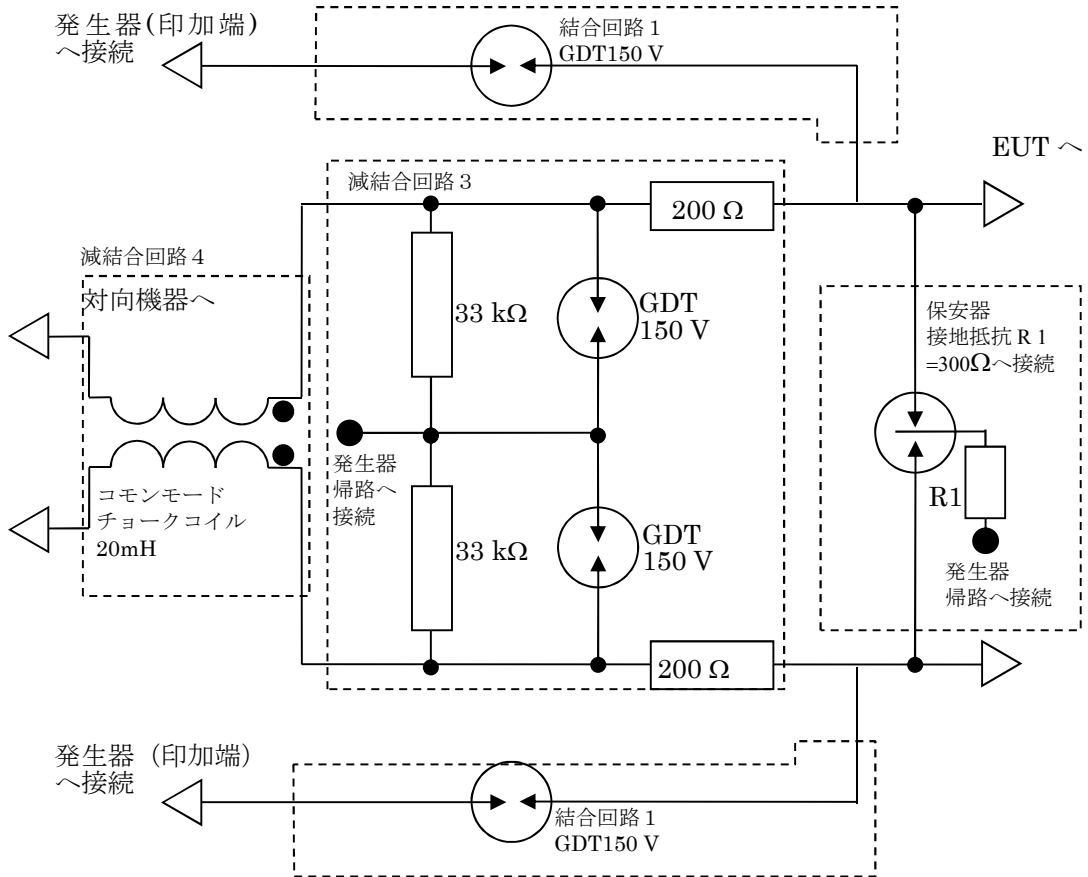 発生器(印加端)
へ接続
結合回路１
GDT150 V
EUT へ
減結合回路３
200 Ω
減結合回路４
対向機器へ
33 kΩ
GDT
150 V
保安器
接地抵抗 R 1
=300Ωへ接続
発生器
帰路へ
接続
R1
コモンモード
チョークコイル
20mH
33 kΩ
GDT
150 V
発生器
帰路へ接続
200 Ω
発生器（印加端）
へ接続
結合回路１
GDT150 V